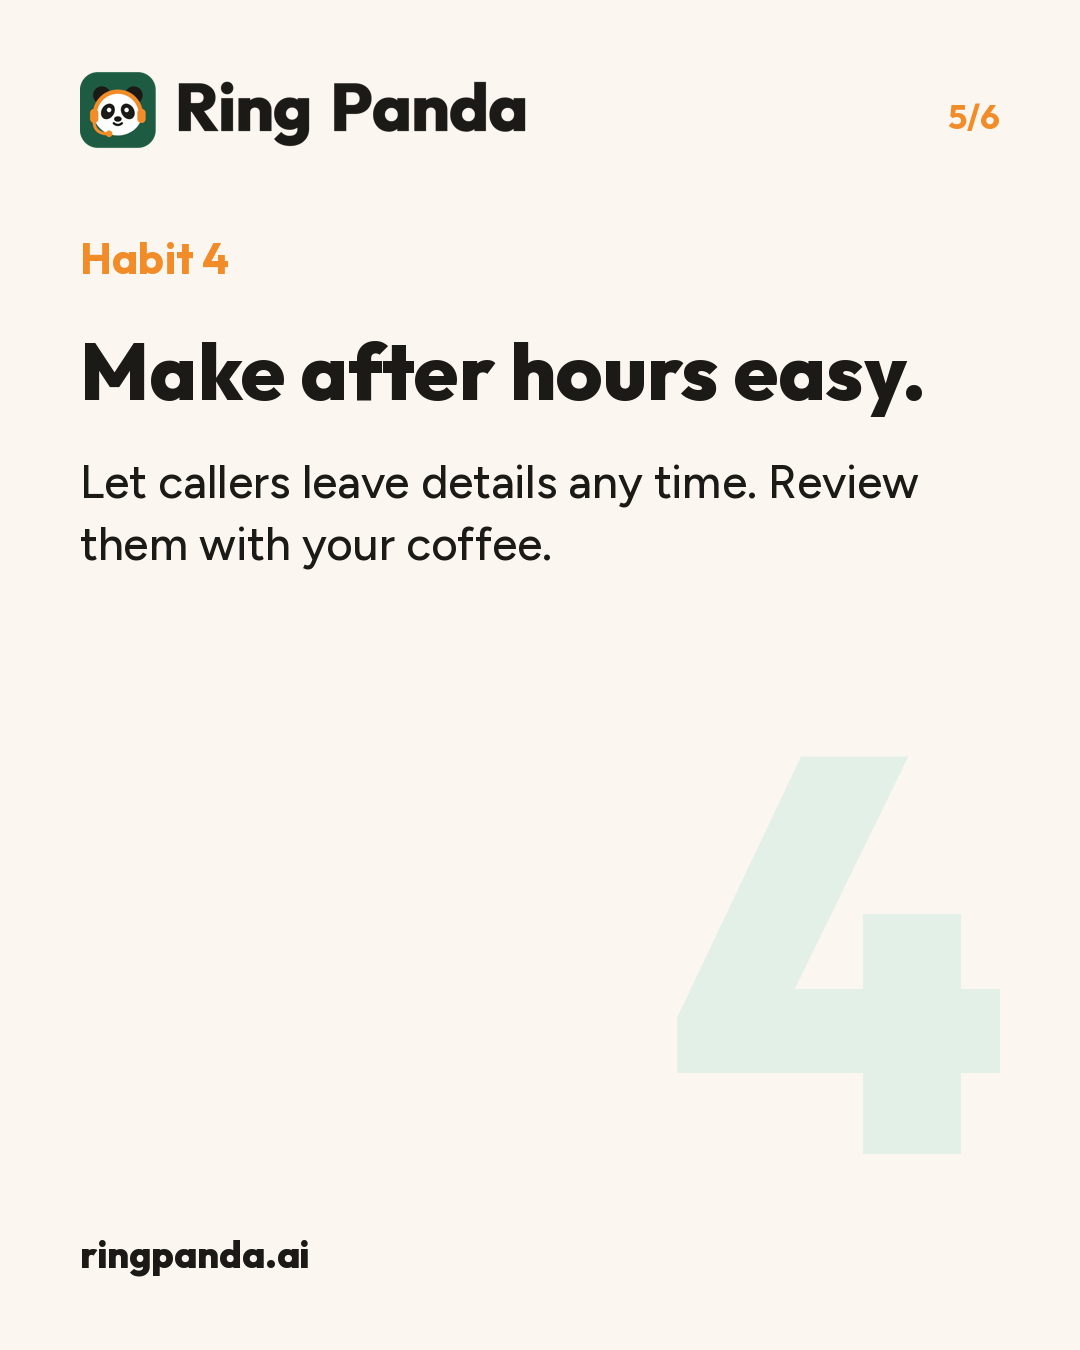 Ring Panda
5/6
Habit 4
Make after hours easy.
Let callers leave details any time. Review
them with your coffee.
4
ringpanda.ai